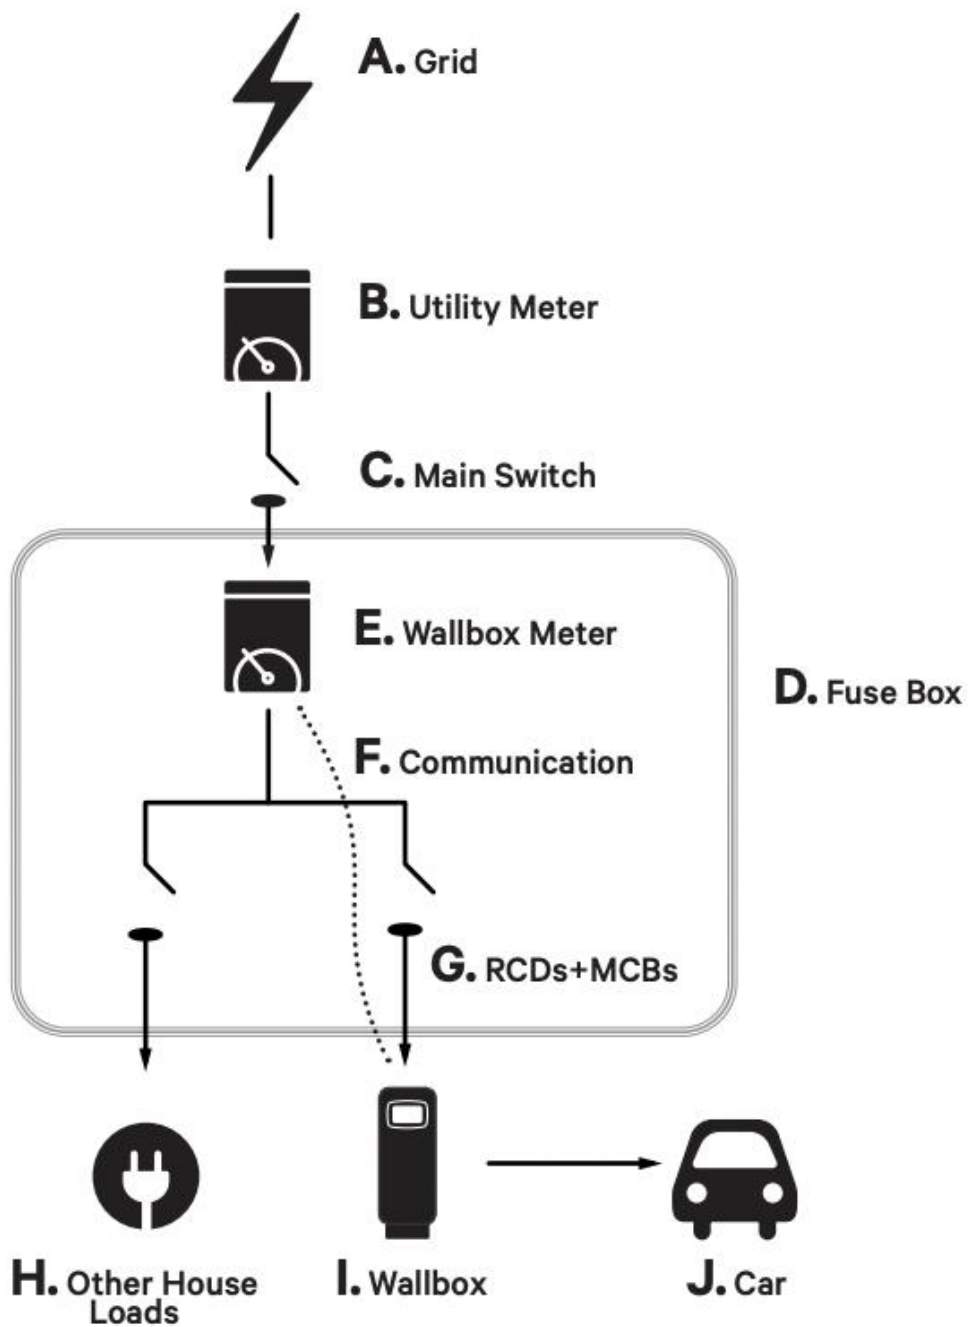 A. Grid
B. Utility Meter
C. Main Switch
E. Wallbox Meter
D. Fuse Box
F. Communication
G. RCDs+MCBs
H. Other House
Loads
I. Wallbox
J. Car